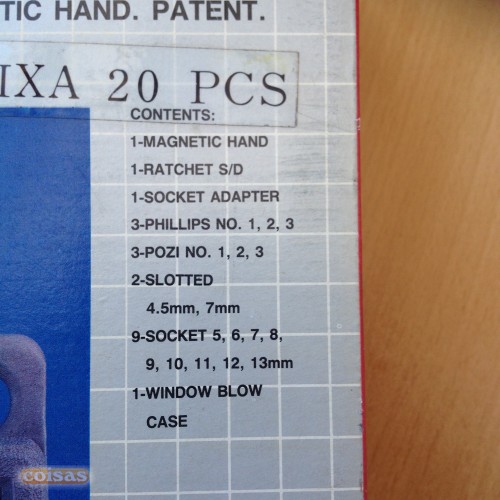 TIC HAND. PATENT.
IXA 20 PCS
CONTENTS:
1-MAGNETIC HAND
1-RATCHET S/D
1-SOCKET ADAPTER
3-PHILLIPS NO. 1, 2, 3
3-POZI NO. 1, 2, 3
2-SLOTTED
4.5mm, 7mm
9-SOCKET 5, 6, 7, 8,
9, 10, 11, 12, 13mm
1-WINDOW BLOW
CASE
coisas